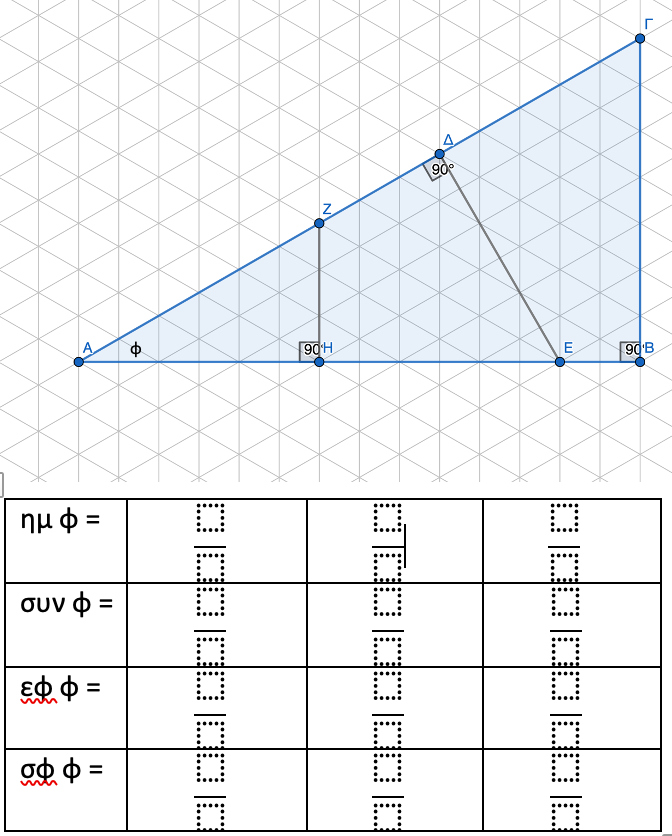 Γ
Δ
90°
Z
A
φ
90°
H
E
90°
B
ημ φ =
συν φ =
εφ φ =
σφ φ =